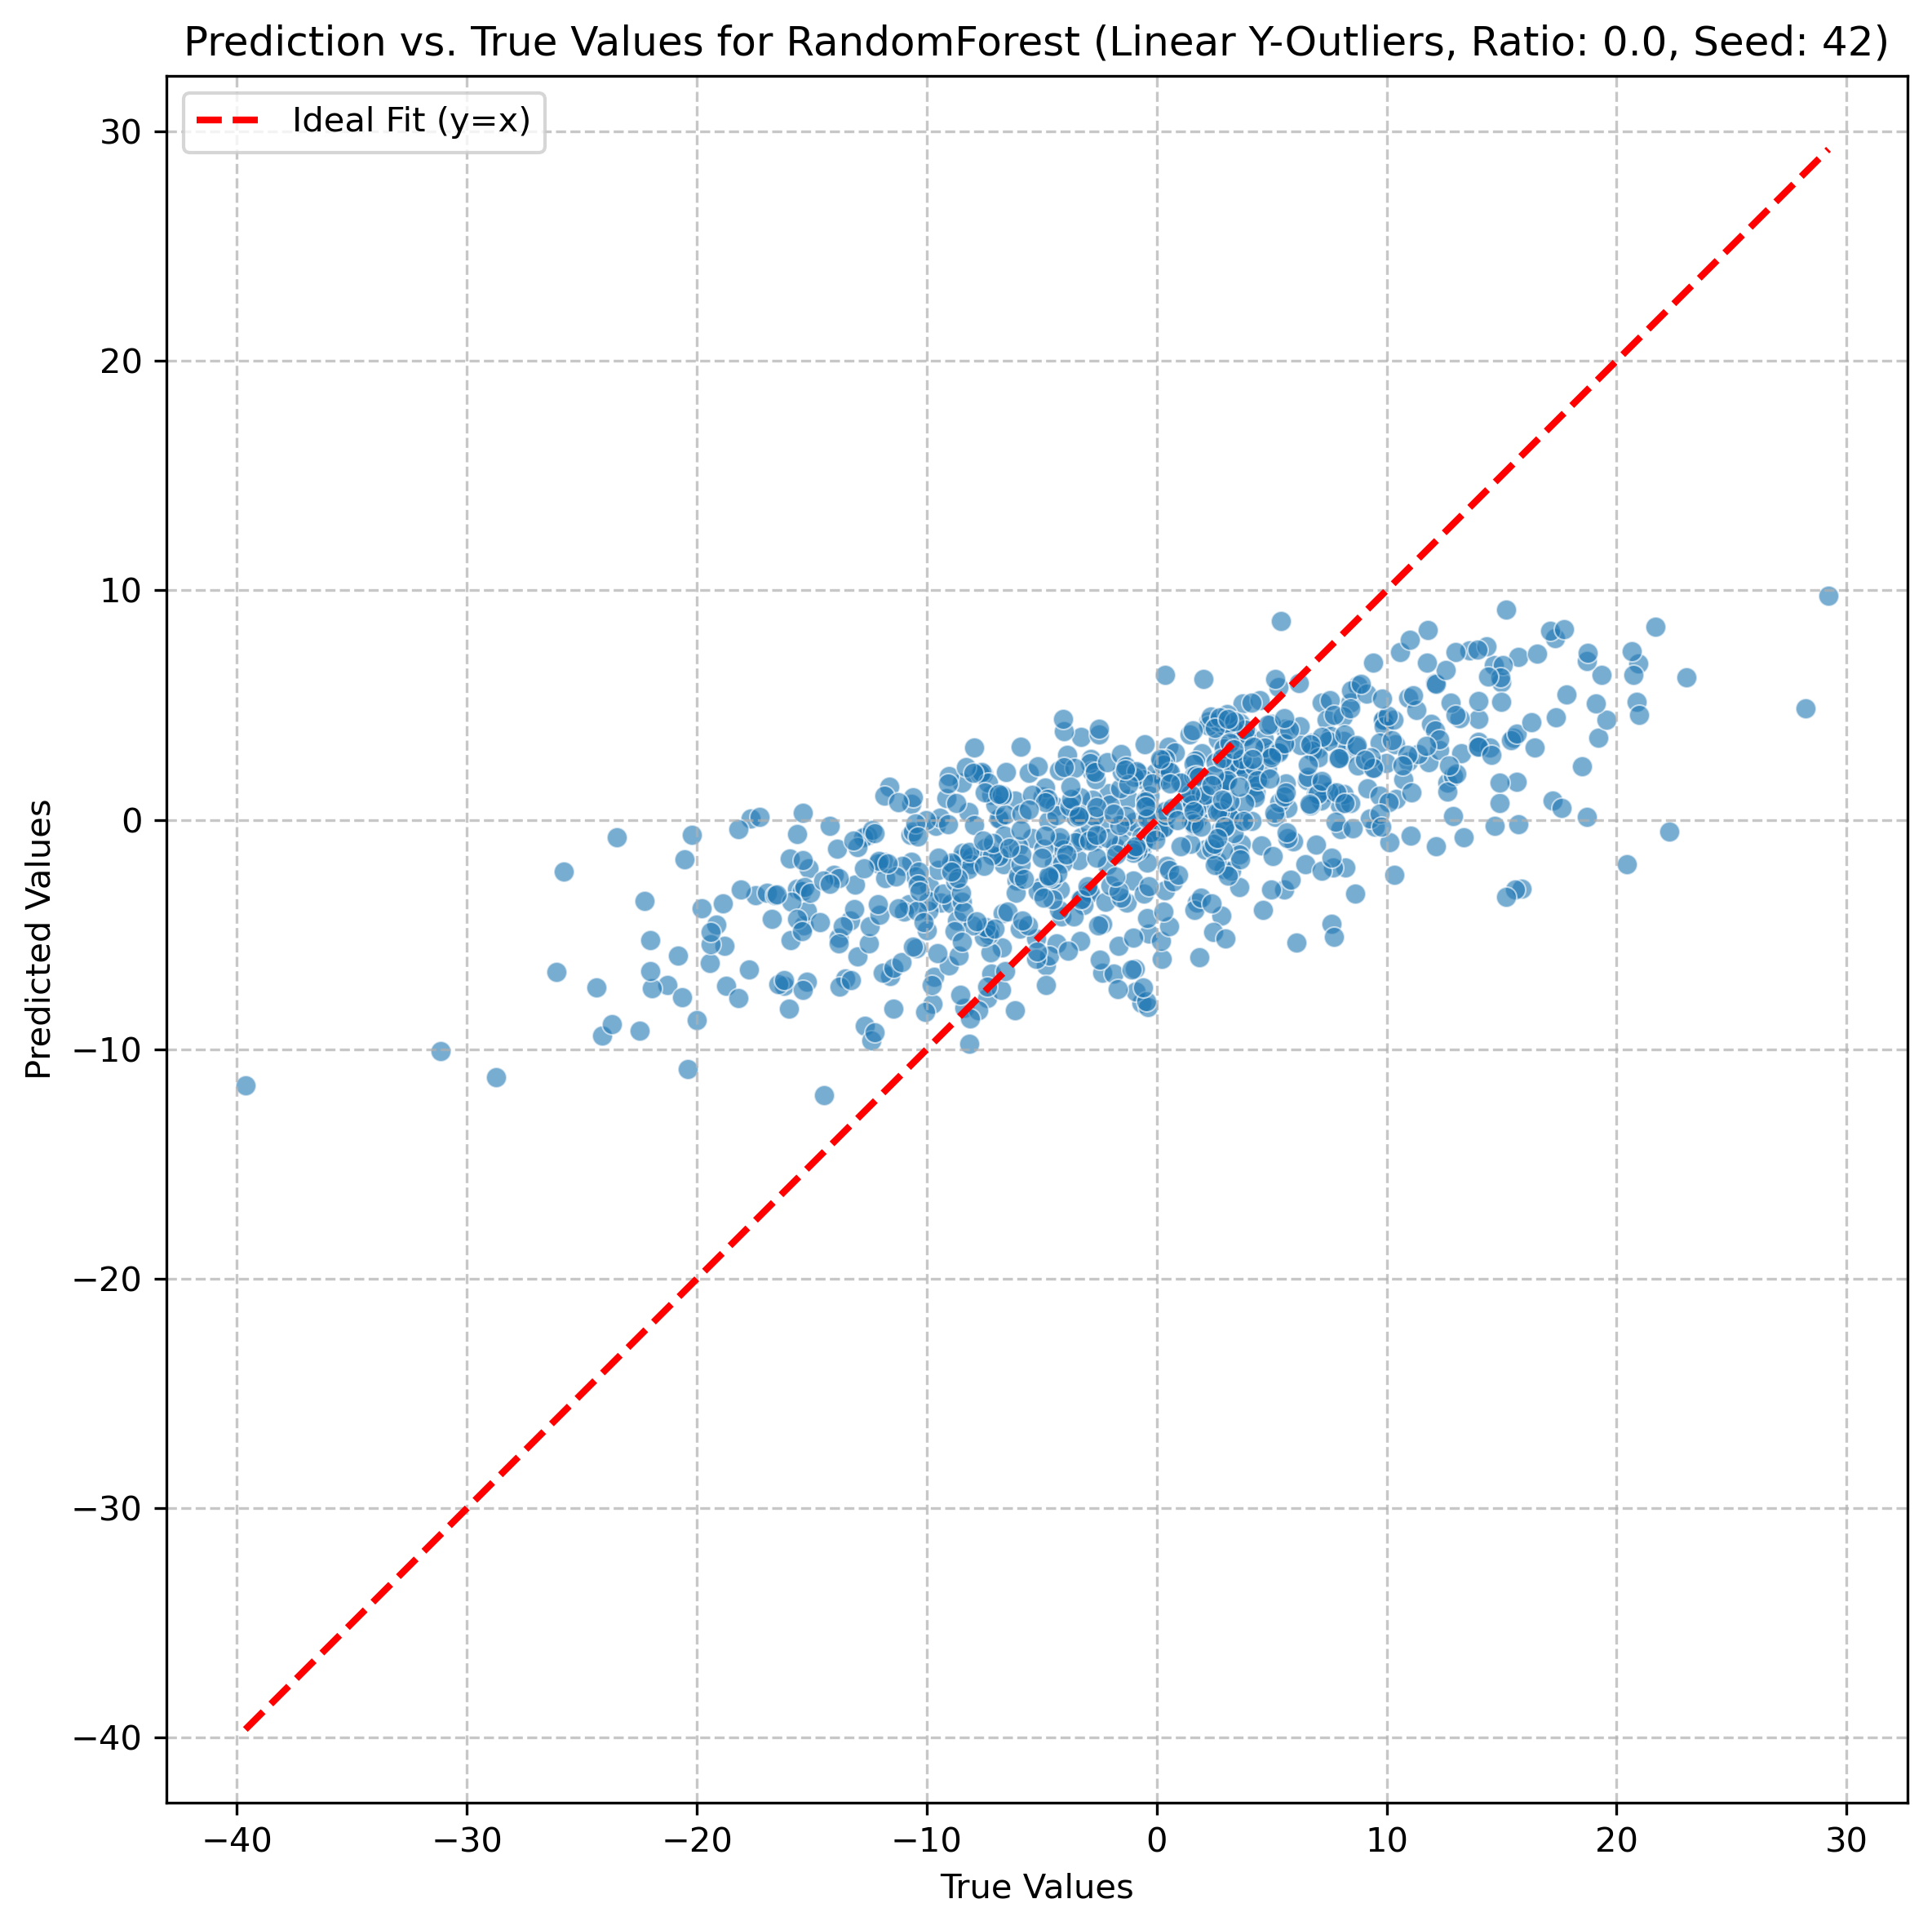 Prediction vs. True Values for RandomForest (Linear Y-Outliers, Ratio: 0.0, Seed: 42)
Ideal Fit (y=x)
30
20
10
0
−10
−20
−30
−40
Predicted Values
−40 −30 −20 −10 0 10 20 30
True Values